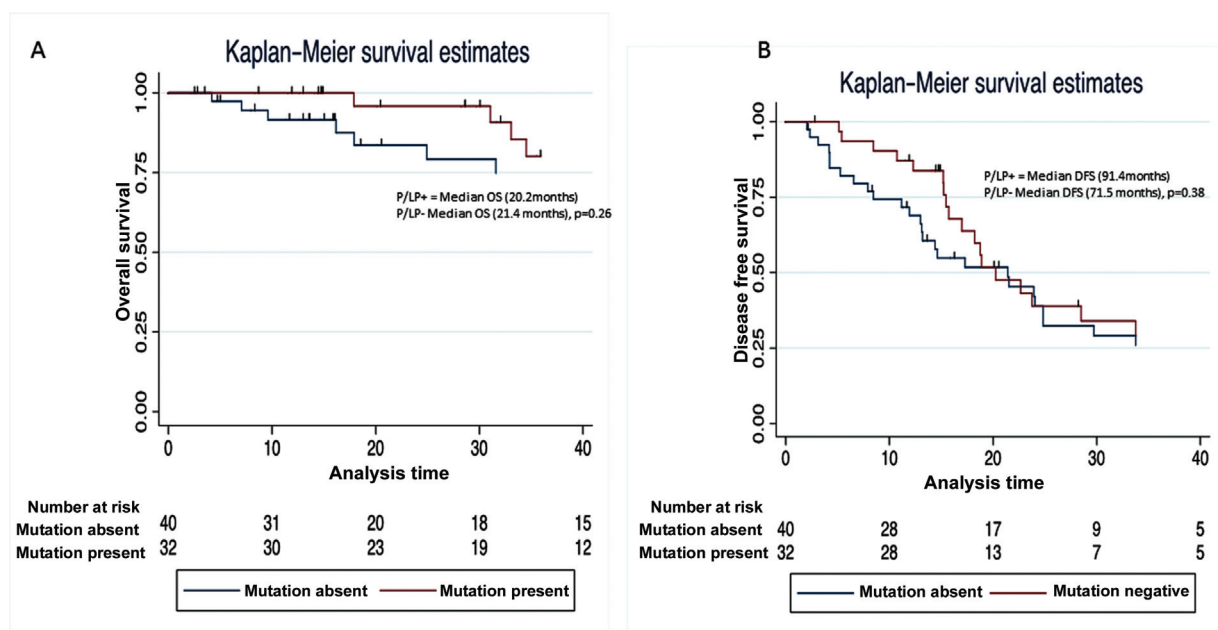 A
Kaplan-Meier survival estimates
1.00
0.75
0.50
0.25
0.00
Overall survival
P/LP+ = Median OS (20.2months)
P/LP- Median OS (21.4 months), p=0.26
0 10 20 30 40
Analysis time
Number at risk
Mutation absent 40 31 20 18 15
Mutation present 32 30 23 19 12
Mutation absent Mutation present
B
Kaplan-Meier survival estimates
1.00
0.75
0.50
0.25
0.00
Disease free survival
P/LP+ = Median DFS (91.4months)
P/LP- Median DFS (71.5 months), p=0.38
0 10 20 30 40
Analysis time
Number at risk
Mutation absent 40 28 17 9 5
Mutation present 32 28 13 7 5
Mutation absent Mutation negative